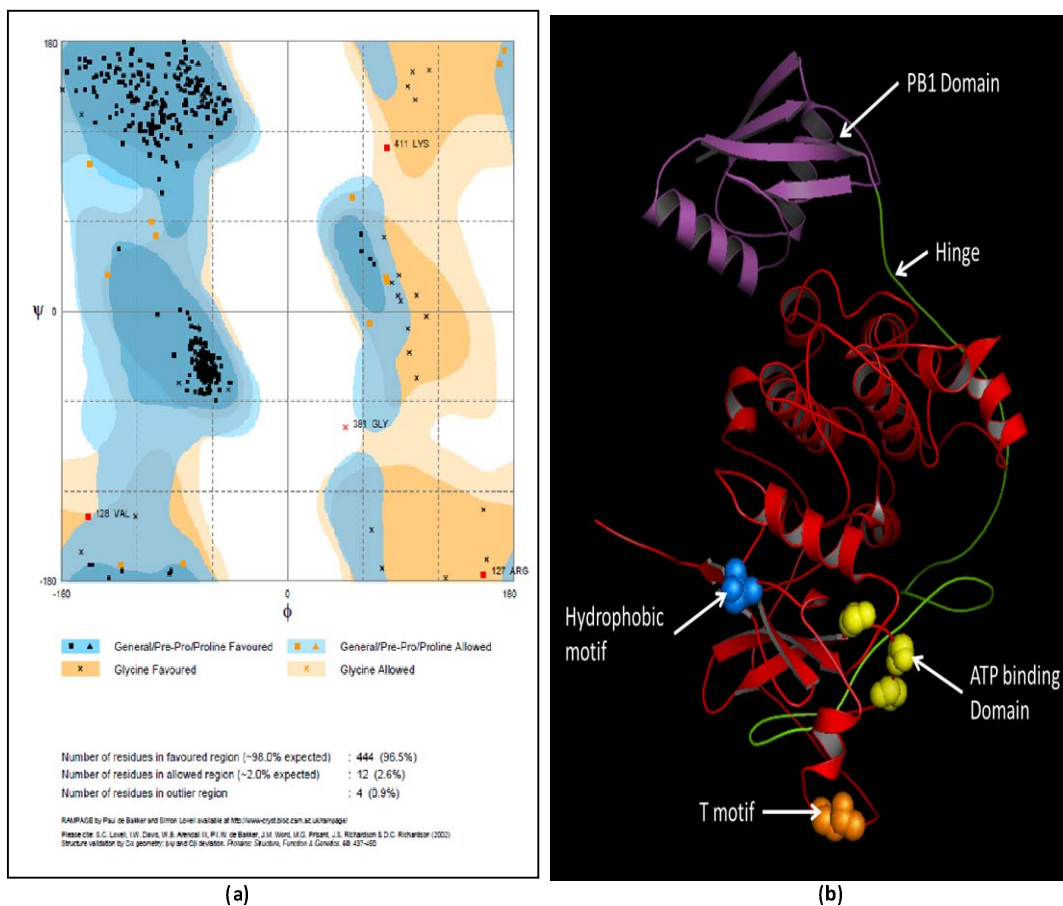 180
411 LYS
ψ
0
381 GLY
128 VAL
127 ARG
-180
-180
0
180
ϕ
General/Pre-Pro/Proline Favoured
General/Pre-Pro/Proline Allowed
Glycine Favoured
Glycine Allowed
Number of residues in favoured region (~98.0% expected) : 444 (96.5%)
Number of residues in allowed region (~2.0% expected) : 12 (2.6%)
Number of residues in outlier region : 4 (0.9%)
RAMPAGE by Paul de Bakker and Simon Lovell available at http://www-cryst.bioc.cam.ac.uk/rampage/
Please cite: S.C. Lovell, I.W. Davis, W.B. Arendall III, P.I.W. de Bakker, J.M. Word, M.G. Prisant, J.S. Richardson & D.C. Richardson (2002)
Structure validation by Cα geometry: ϕ/ψ and Cβ deviation. Proteins: Structure, Function & Genetics. 50: 437-450
(a)
PB1 Domain
Hinge
Hydrophobic
motif
ATP binding
Domain
T motif
(b)